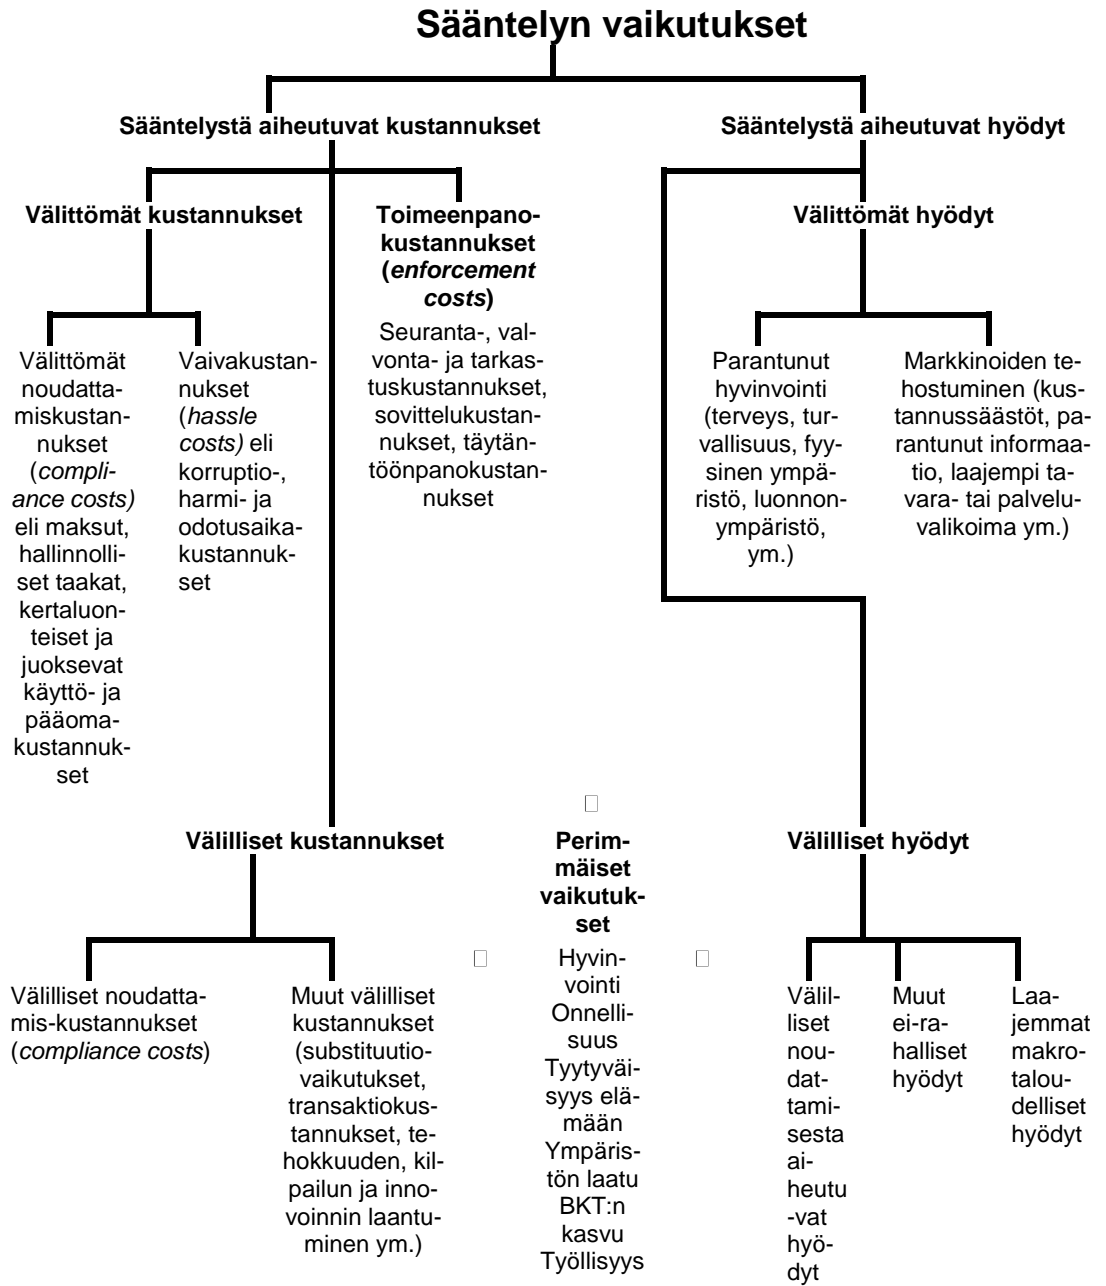 Sääntelyn vaikutukset
Sääntelystä aiheutuvat kustannukset
Sääntelystä aiheutuvat hyödyt
Välittömät kustannukset
Toimeenpano-
kustannukset
(enforcement
costs)
Seuranta-, val-
vonta- ja tarkas-
tuskustannukset,
sovittelukustan-
nukset, täytän-
töönpanokustan-
nukset
Välittömät hyödyt
Välittömät
noudatta-
miskustan-
nukset
(compli-
ance costs)
eli maksut,
hallinnolli-
set taakat,
kertaluon-
teiset ja
juoksevat
käyttö- ja
pääoma-
kustannuk-
set
Vaivakustan-
nukset
(hassle
costs) eli
korruptio-,
harmi- ja
odotusaika-
kustannuk-
set
Parantunut
hyvinvointi
(terveys, tur-
vallisuus, fyy-
sinen ympä-
ristö, luonnon-
ympäristö,
ym.)
Markkinoiden te-
hostuminen (kus-
tannussäästöt, pa-
rantunut informaa-
tio, laajempi ta-
vara- tai palvelu-
valikoima ym.)
Välilliset kustannukset
Perim-
mäiset
vaikutuk-
set
Hyvin-
vointi
Onnelli-
suus
Tyytyväi-
syys elä-
mään
Ympäris-
tön laatu
BKT:n
kasvu
Työllisyys
Välilliset hyödyt
Välilliset noudatta-
mis-kustannukset
(compliance costs)
Muut välilliset
kustannukset
(substituutio-
vaikutukset,
transaktiokus-
tannukset, te-
hokkuuden, kil-
pailun ja inno-
voinnin laantu-
minen ym.)
Välil-
liset
nou-
dat-
tami-
sesta
ai-
heutu
-vat
hyö-
dyt
Muut
ei-ra-
halliset
hyödyt
Laa-
jemmat
makro-
talou-
delliset
hyödyt